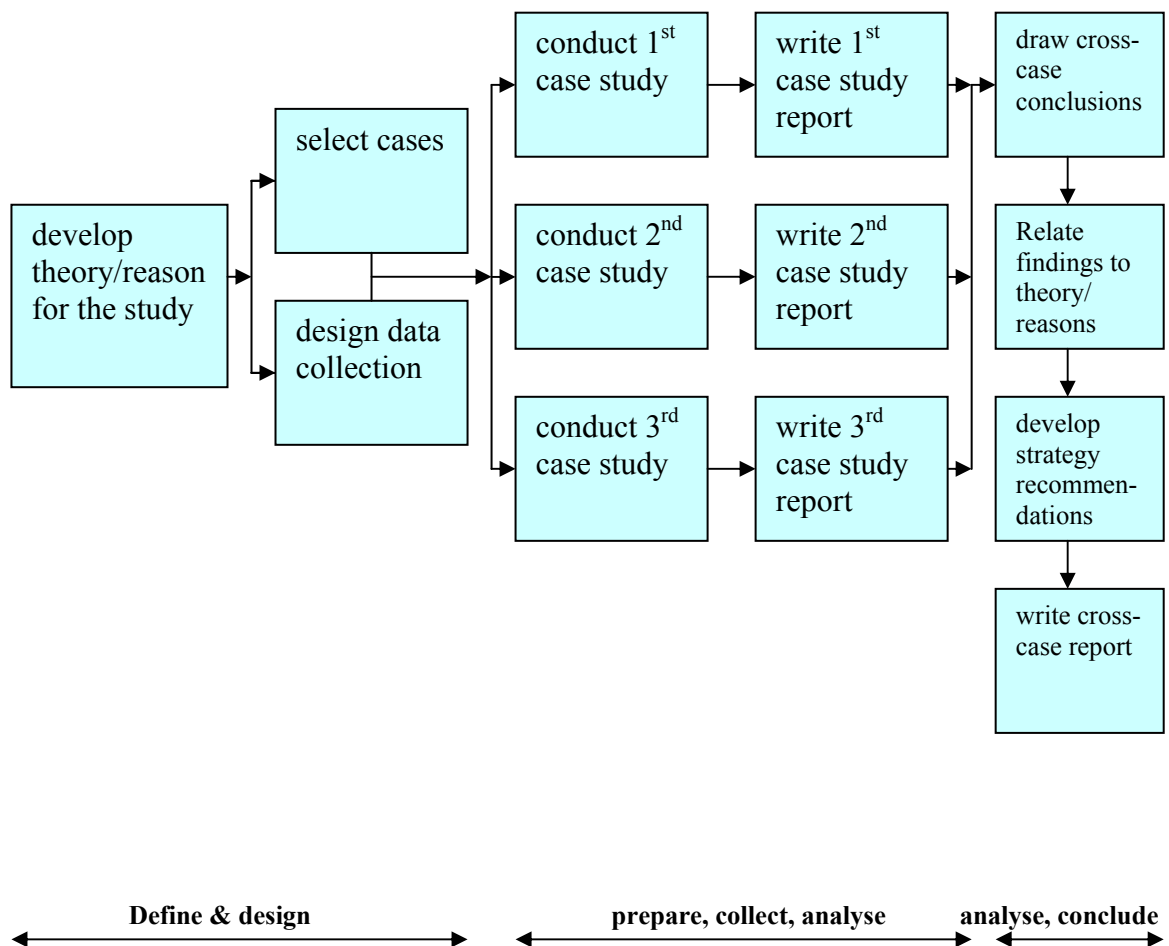 develop
theory/reason
for the study
select cases
design data
collection
conduct 1st
case study
write 1st
case study
report
conduct 2nd
case study
write 2nd
case study
report
conduct 3rd
case study
write 3rd
case study
report
draw cross-
case
conclusions
Relate
findings to
theory/
reasons
develop
strategy
recommen-
dations
write cross-
case report
Define & design
prepare, collect, analyse
analyse, conclude